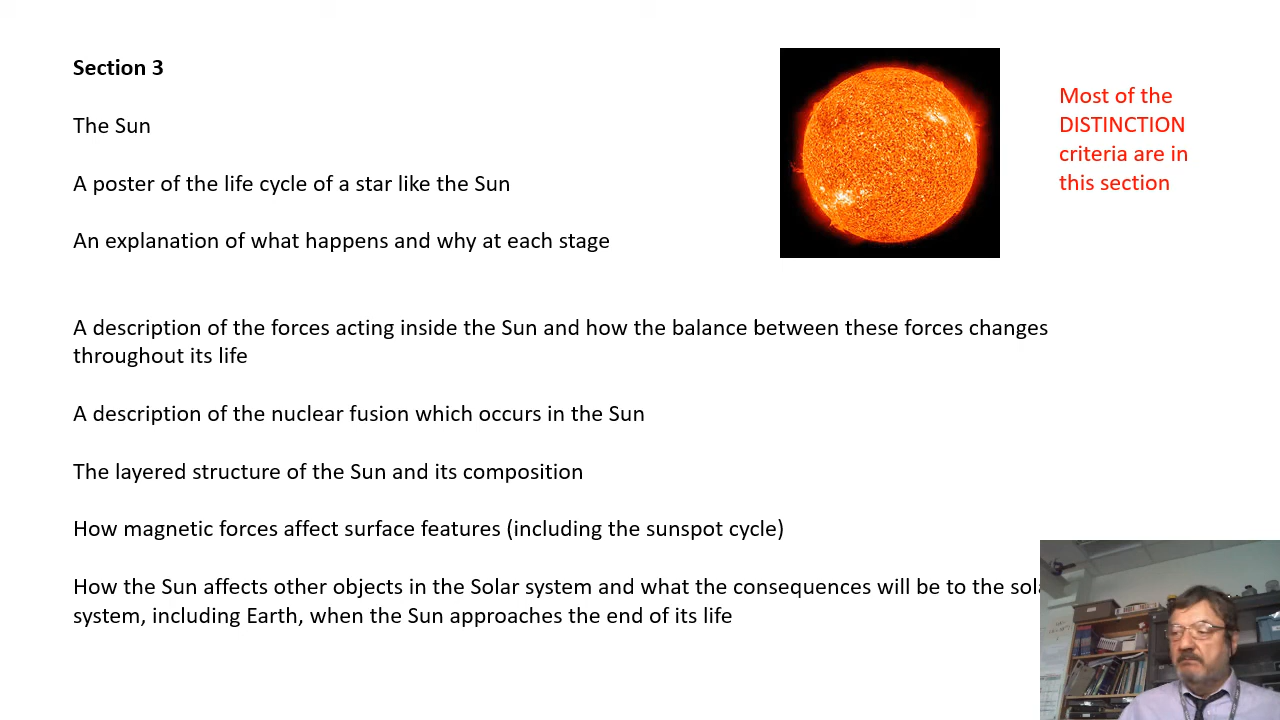 Section 3
The Sun
A poster of the life cycle of a star like the Sun
An explanation of what happens and why at each stage
A description of the forces acting inside the Sun and how the balance between these forces changes
throughout its life
A description of the nuclear fusion which occurs in the Sun
The layered structure of the Sun and its composition
How magnetic forces affect surface features (including the sunspot cycle)
How the Sun affects other objects in the Solar system and what the consequences will be to the
system, including Earth, when the Sun approaches the end of its life
Most of the
DISTINCTION
criteria are in
this section